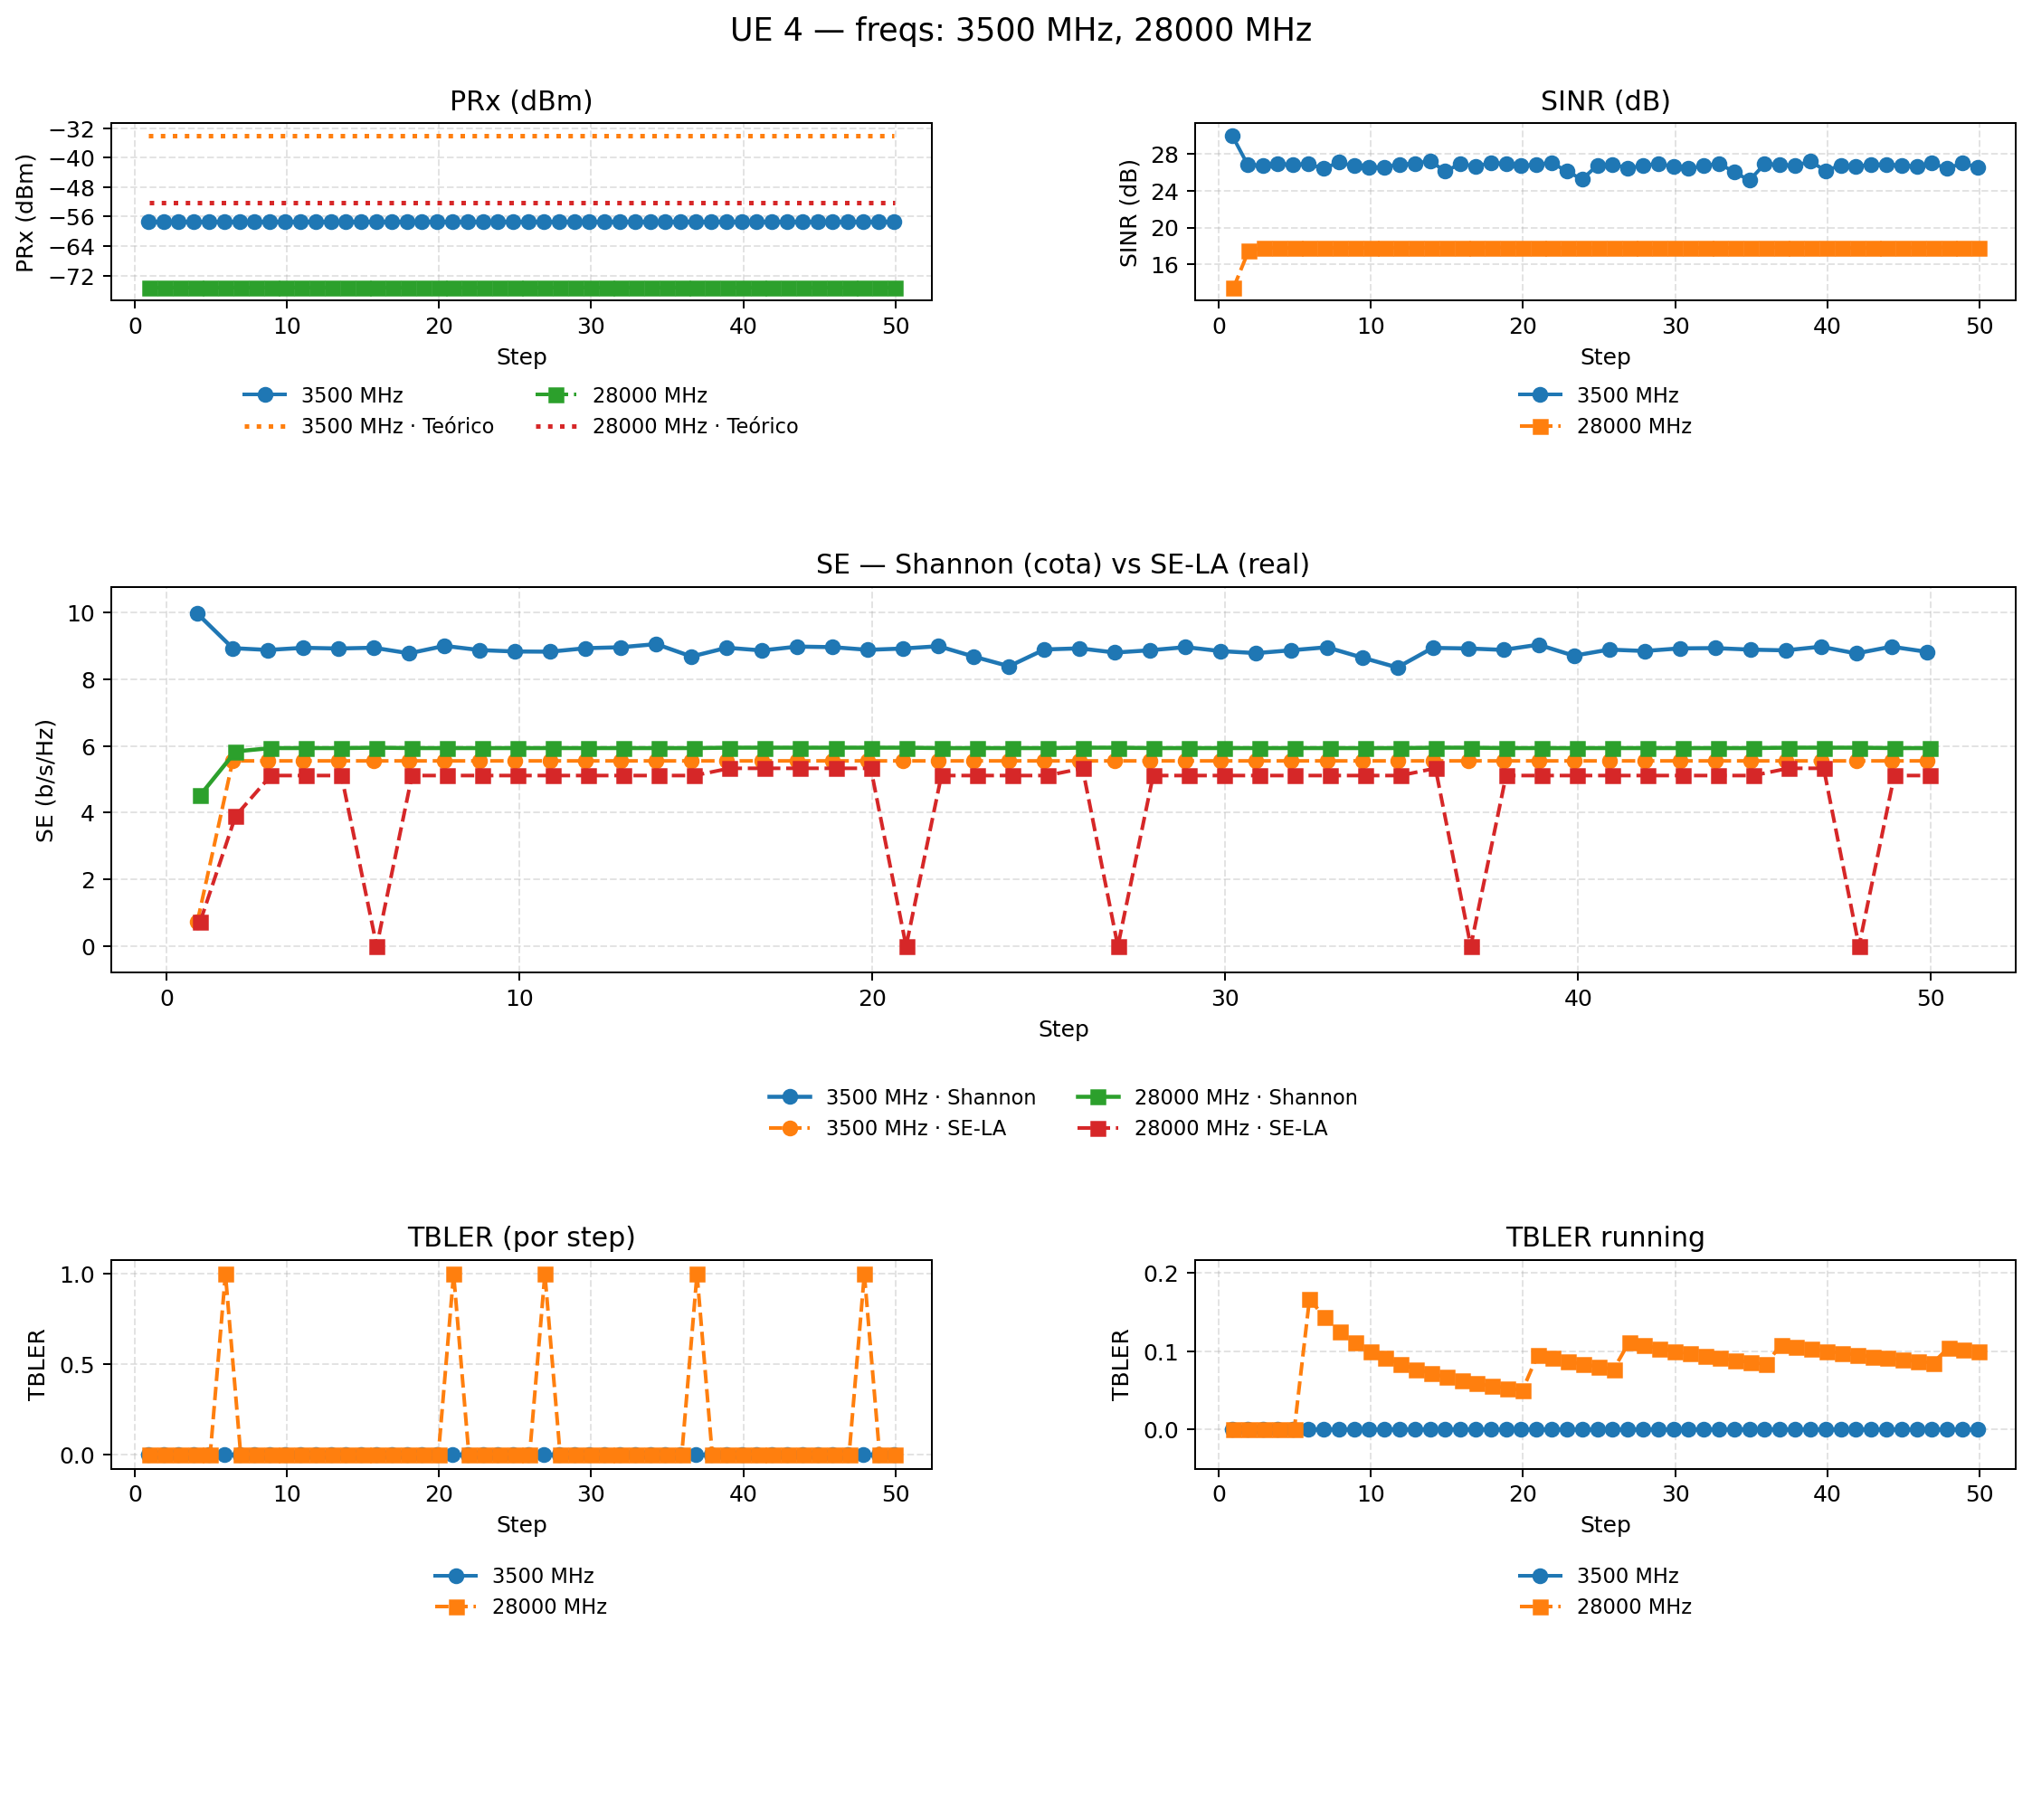 UE 4 — freqs: 3500 MHz, 28000 MHz
PRx (dBm)
PRx (dBm)
−32
−40
−48
−56
−64
−72
0 10 20 30 40 50
Step
3500 MHz
3500 MHz · Teórico
28000 MHz
28000 MHz · Teórico
SINR (dB)
SINR (dB)
28
24
20
16
0 10 20 30 40 50
Step
3500 MHz
28000 MHz
SE — Shannon (cota) vs SE-LA (real)
SE (b/s/Hz)
10
8
6
4
2
0
0 10 20 30 40 50
Step
3500 MHz · Shannon
3500 MHz · SE-LA
28000 MHz · Shannon
28000 MHz · SE-LA
TBLER (por step)
TBLER
1.0
0.5
0.0
0 10 20 30 40 50
Step
3500 MHz
28000 MHz
TBLER running
TBLER
0.2
0.1
0.0
0 10 20 30 40 50
Step
3500 MHz
28000 MHz